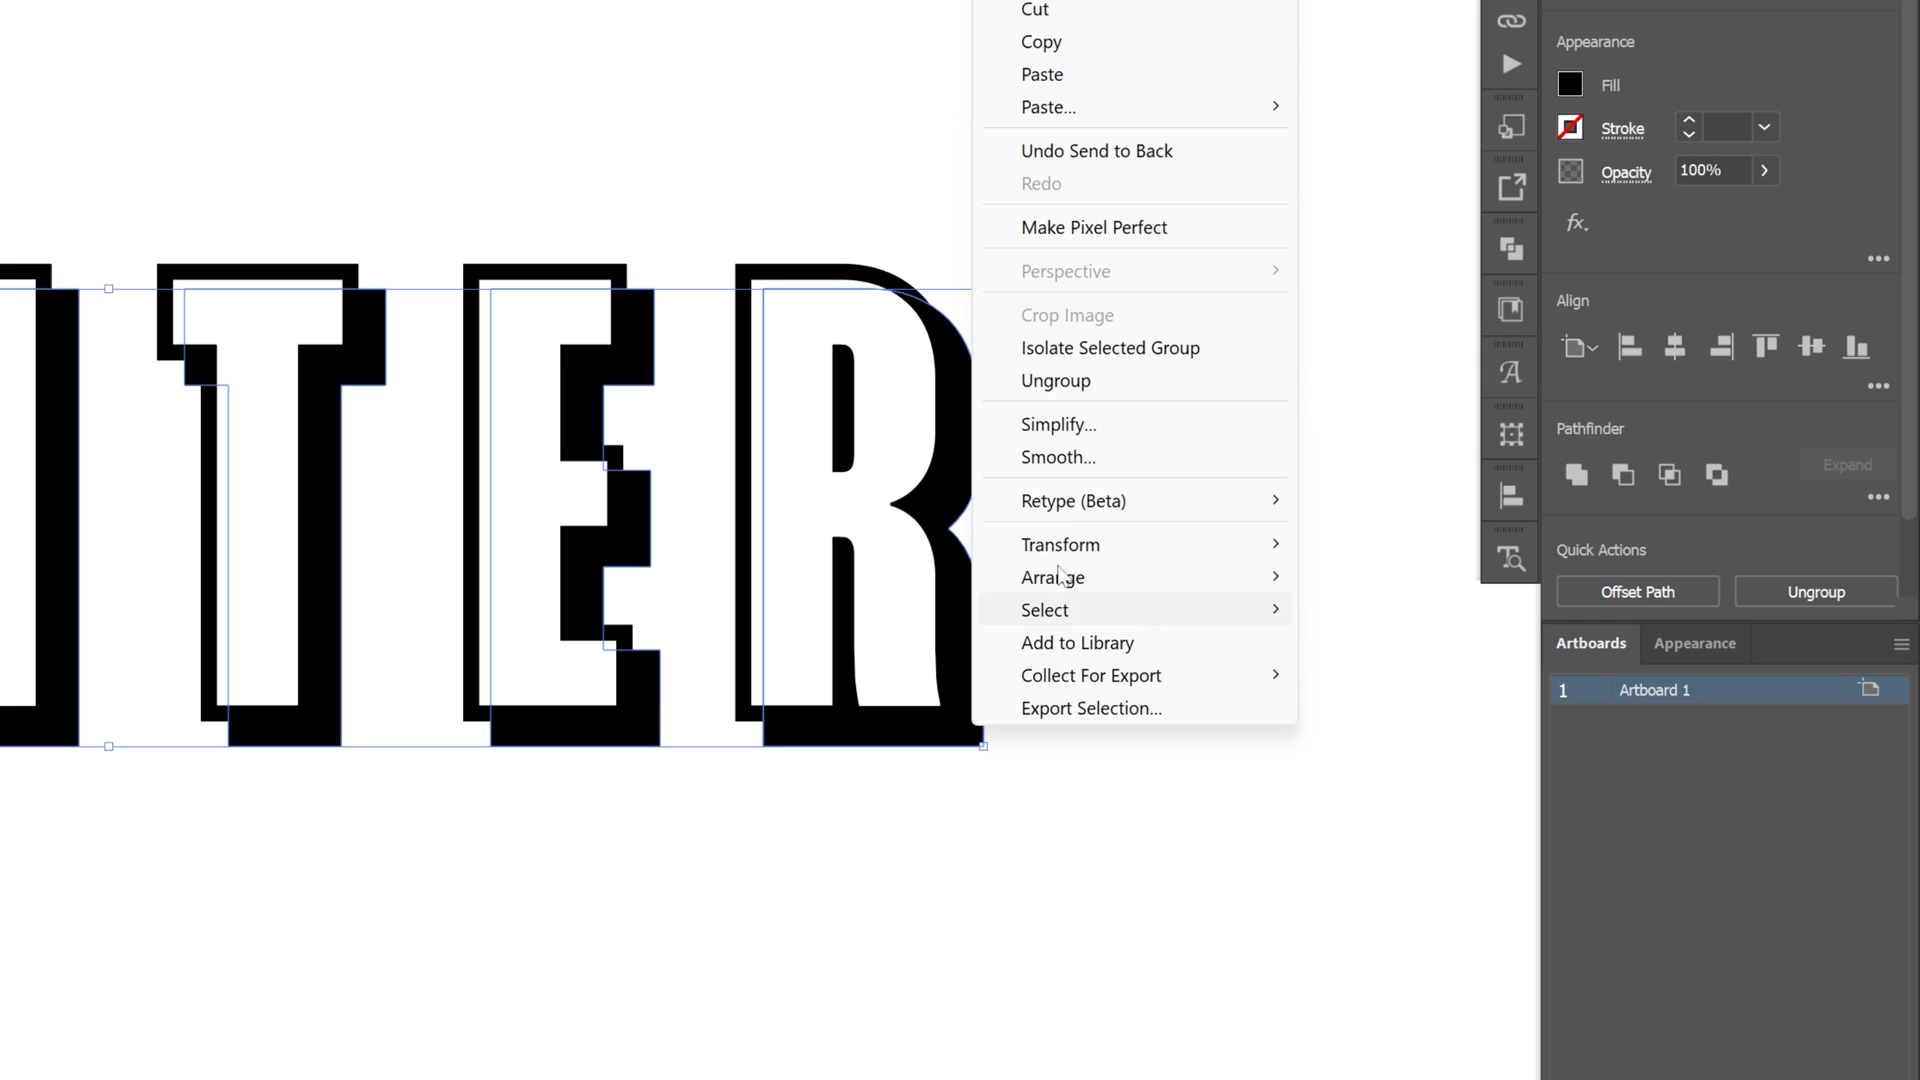 ITER
Cut
Copy
Paste
Paste...
Undo Send to Back
Redo
Make Pixel Perfect
Perspective
Crop Image
Isolate Selected Group
Ungroup
Simplify...
Smooth...
Retype (Beta)
Transform
Arrange
Select
Add to Library
Collect For Export
Export Selection...
Appearance
Fill
Stroke
Opacity 100%
fx.
Align
Pathfinder
Expand
Quick Actions
Offset Path Ungroup
Artboards Appearance
1 Artboard 1